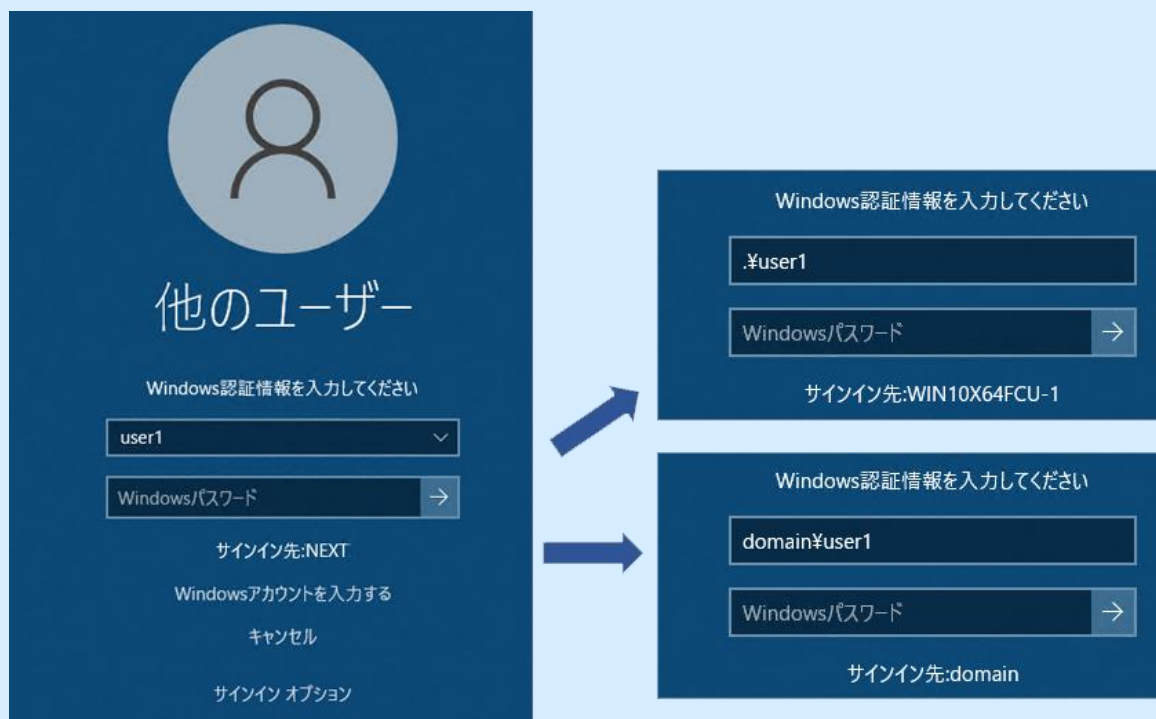 他のユーザー
Windows認証情報を入力してください
user1
Windowsパスワード
サインイン先:NEXT
Windowsアカウントを入力する
キャンセル
サインイン オプション
Windows認証情報を入力してください
.¥user1
Windowsパスワード
サインイン先:WIN10X64FCU-1
Windows認証情報を入力してください
domain¥user1
Windowsパスワード
サインイン先:domain